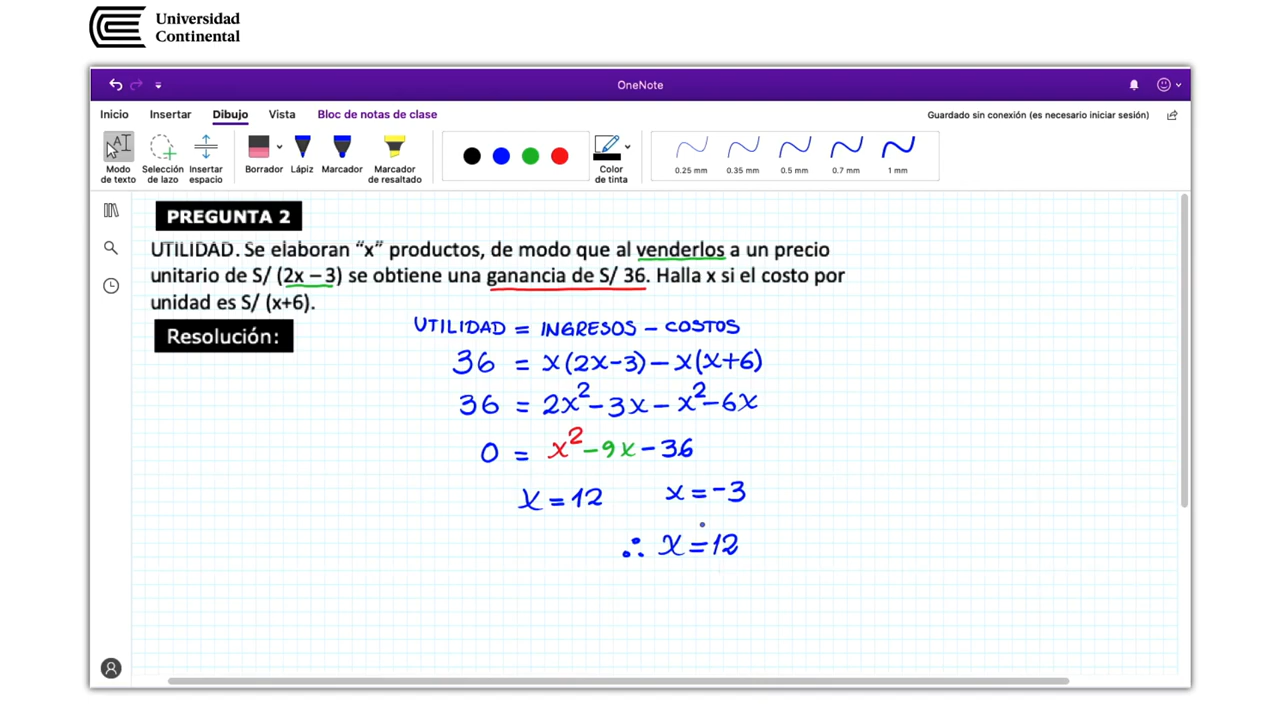 Universidad
Continental
OneNote
Inicio
Insertar
Dibujo
Vista
Bloc de notas de clase
Guardado sin conexión (es necesario iniciar sesión)
Modo
de texto
Selección
de lazo
Insertar
espacio
Borrador
Lápiz
Marcador
Marcador
de resaltado
Color
de tinta
0.25 mm
0.35 mm
0.5 mm
0.7 mm
1 mm
PREGUNTA 2
UTILIDAD. Se elaboran “x” productos, de modo que al venderlos a un precio
unitario de S/ (2x – 3) se obtiene una ganancia de S/ 36. Halla x si el costo por
unidad es S/ (x+6).
Resolución:
UTILIDAD = INGRESOS - COSTOS
36 = x(2x-3) - x(x+6)
36 = 2x² - 3x - x² - 6x
0 = x² - 9x - 36
x = 12 x = -3
∴ x = 12